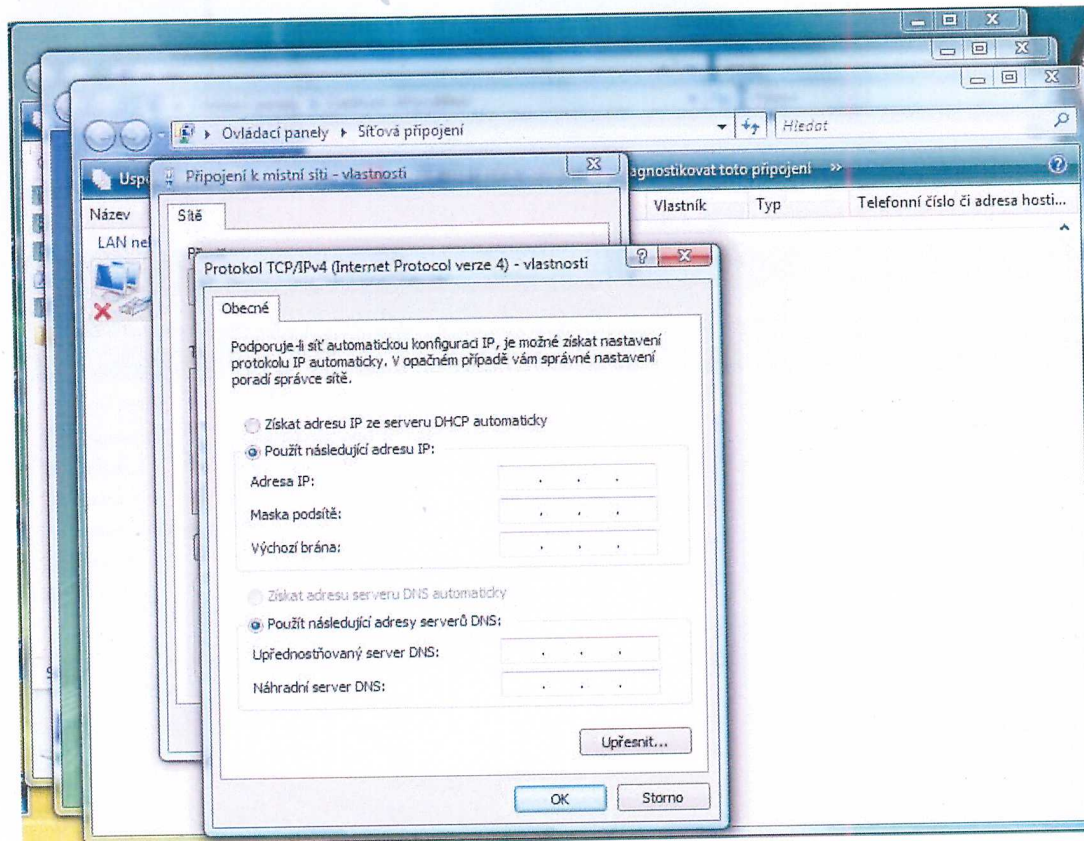 Ovládací panely ▸ Síťová připojení
Hledat
agnostikovat toto připojení »
Název
Vlastník
Typ
Telefonní číslo či adresa hosti...
LAN
Připojení k místní síti - vlastnosti
Sítě
Protokol TCP/IPv4 (Internet Protocol verze 4) - vlastnosti
Obecné
Podporuje-li síť automatickou konfiguraci IP, je možné získat nastavení
protokolu IP automaticky. V opačném případě vám správné nastavení
poradí správce sítě.
Získat adresu IP ze serveru DHCP automaticky
Použít následující adresu IP:
Adresa IP:
Maska podsítě:
Výchozí brána:
Získat adresu serveru DNS automaticky
Použít následující adresy serverů DNS:
Upřednostňovaný server DNS:
Náhradní server DNS:
Upřesnit...
OK
Storno